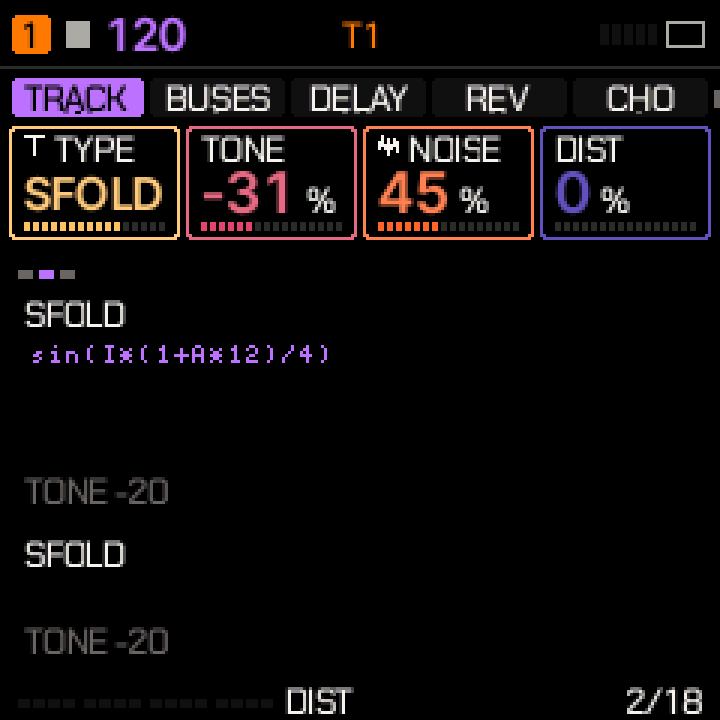 1 120 T1
TRACK BUSES DELAY REV CHO
TYPE TONE NOISE DIST
SFOLD -31 % 45 % 0 %
SFOLD
sin(I*(1+A*12)/4)
TONE -20
SFOLD
TONE -20
DIST 2/18